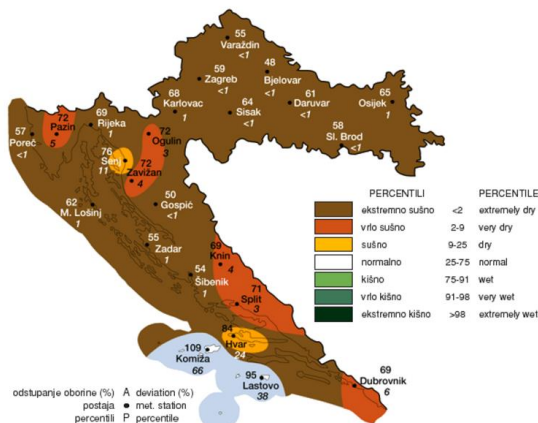 55
Varaždin
<1
59
Zagreb
<1
48
Bjelovar
<1
68
Karlovac
1
64
Sisak
<1
61
Daruvar
<1
65
Osijek
1
58
Sl. Brod
<1
57
Poreč
<1
72
Pazin
5
69
Rijeka
1
72
Ogulin
3
76
Senj
11
72
Zavižan
4
62
M. Lošinj
1
50
Gospić
<1
55
Zadar
1
69
Knin
4
54
Šibenik
1
71
Split
3
84
Hvar
24
109
Komiža
66
95
Lastovo
38
69
Dubrovnik
6
PERCENTILI PERCENTILE
ekstremno sušno <2 extremely dry
vrlo sušno 2-9 very dry
sušno 9-25 dry
normalno 25-75 normal
kišno 75-91 wet
vrlo kišno 91-98 very wet
ekstremno kišno >98 extremely wet
odstupanje oborine (%) A deviation (%)
postaja met. station
percentili P percentile